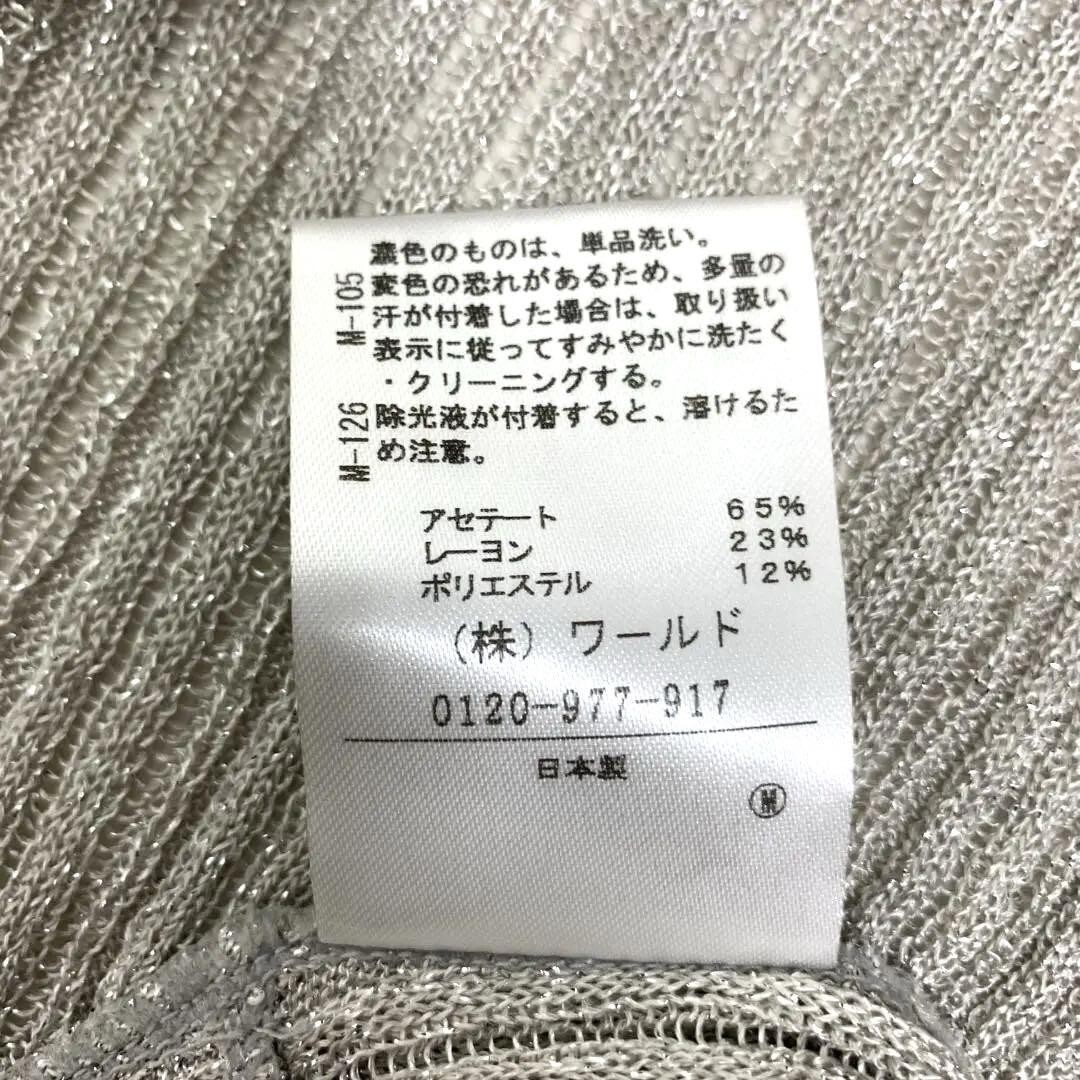 濃色のものは、単品洗い。
M-105 変色の恐れがあるため、多量の
汗が付着した場合は、取り扱い
表示に従ってすみやかに洗たく
・クリーニングする。
M-126 除光液が付着すると、溶けるた
め注意。
アセテート 65%
レーヨン 23%
ポリエステル 12%
(株) ワールド
0120-977-917
日本製
Ⓜ